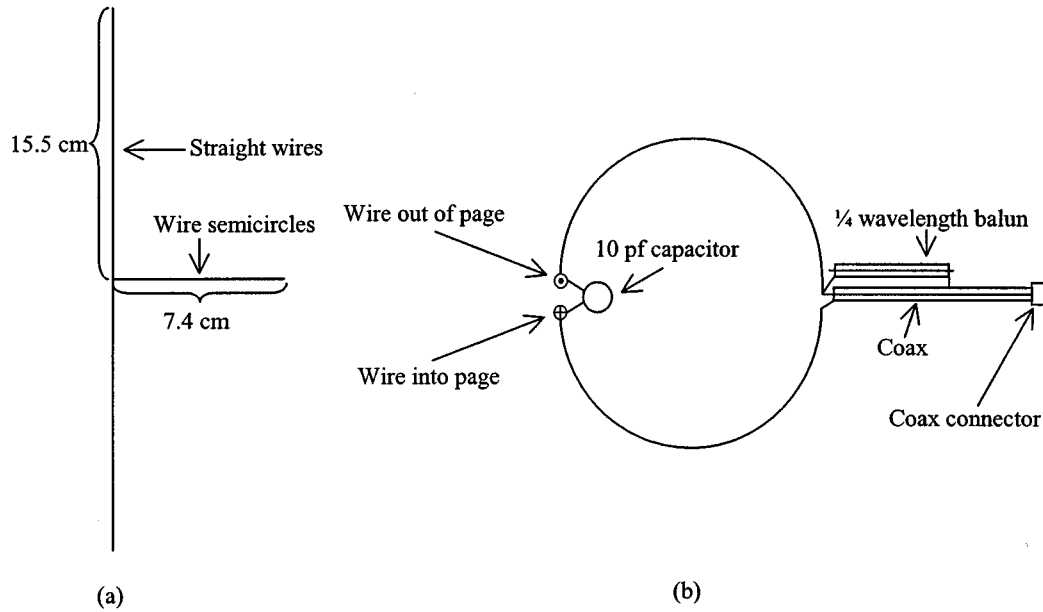 15.5 cm
Straight wires
Wire semicircles
7.4 cm
(a)
Wire out of page
10 pf capacitor
¼ wavelength balun
Wire into page
Coax
Coax connector
(b)